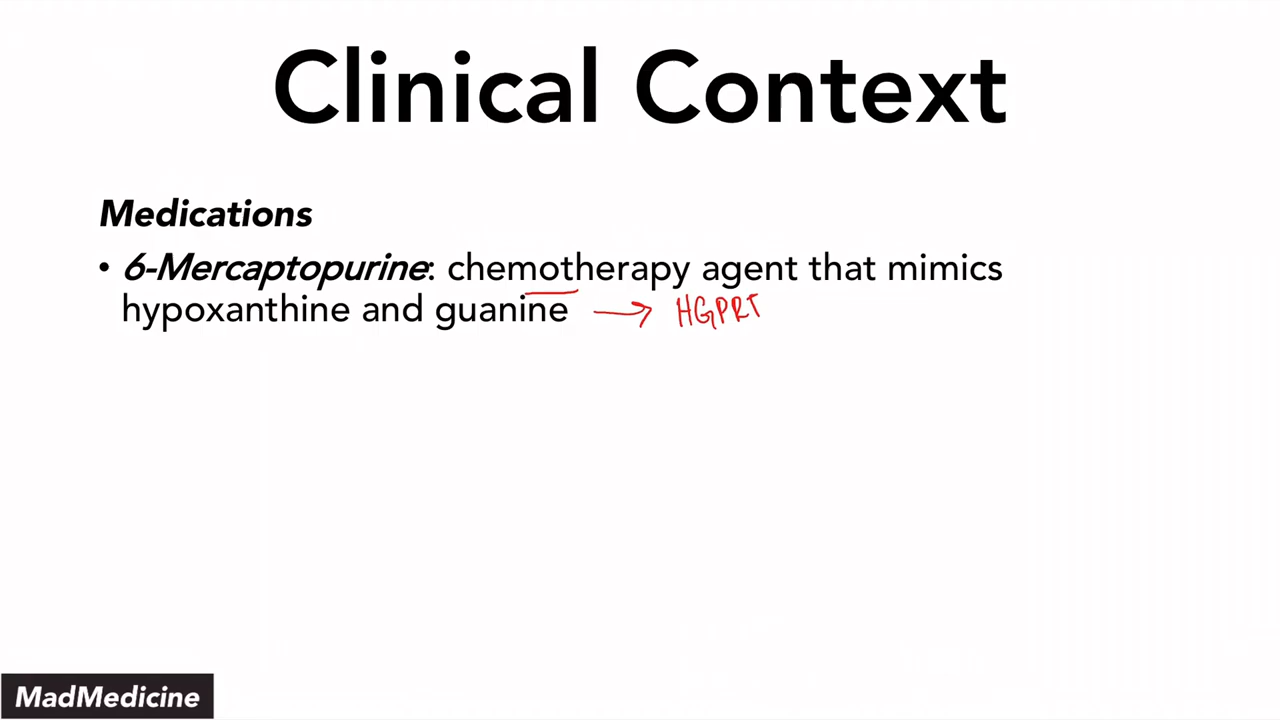 Clinical Context
Medications
• 6-Mercaptopurine: chemotherapy agent that mimics
hypoxanthine and guanine → HGPRT
MadMedicine